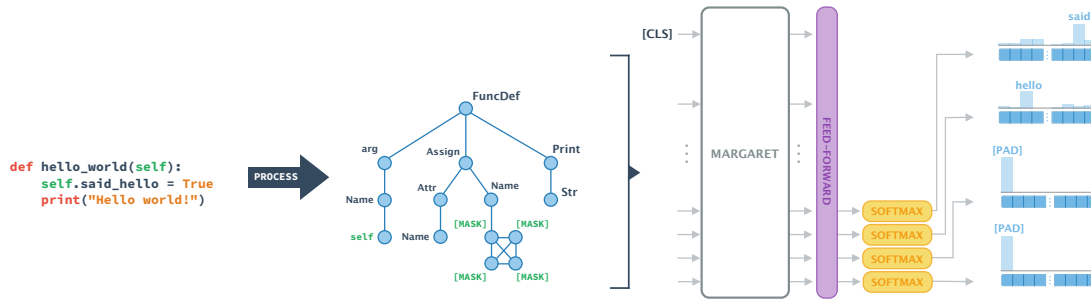 def hello_world(self):
self.said_hello = True
print("Hello world!")
PROCESS
FuncDef
arg
Assign
Print
Attr
Name
Name
Str
[MASK]
[MASK]
self
Name
[MASK]
[MASK]
[CLS]
MARGARET
FEED-FORWARD
SOFTMAX
SOFTMAX
SOFTMAX
SOFTMAX
said
hello
[PAD]
[PAD]